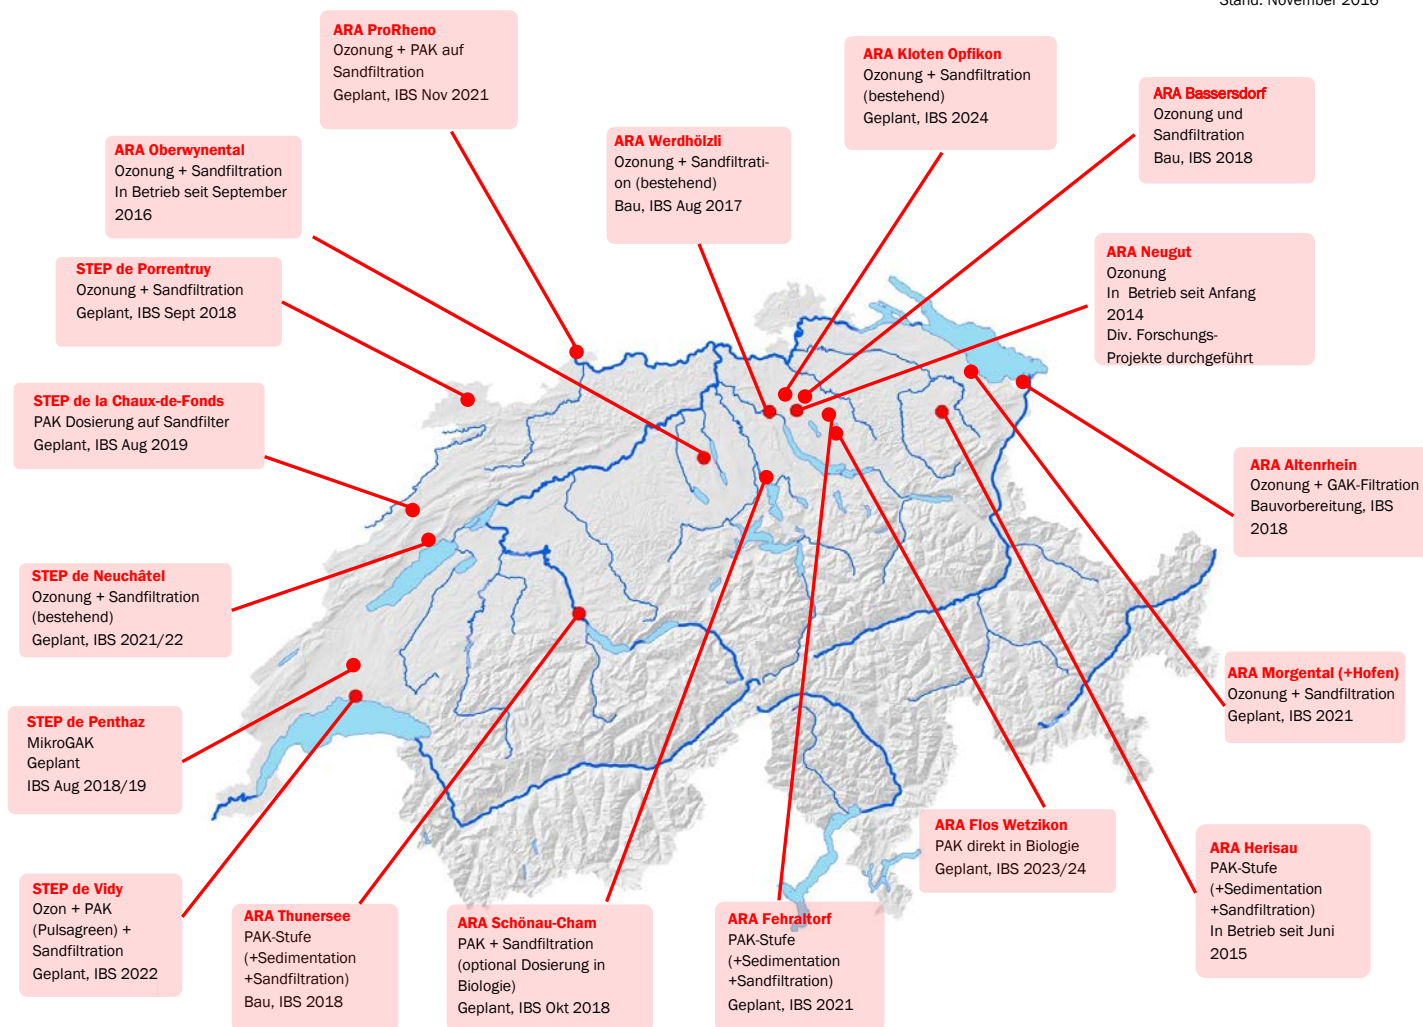 Stand: November 2016
ARA ProRheno
Ozonung + PAK auf
Sandfiltration
Geplant, IBS Nov 2021
ARA Kloten Opfikon
Ozonung + Sandfiltration
(bestehend)
Geplant, IBS 2024
ARA Bassersdorf
Ozonung und
Sandfiltration
Bau, IBS 2018
ARA Oberwynental
Ozonung + Sandfiltration
In Betrieb seit September
2016
ARA Werdhölzli
Ozonung + Sandfiltrati-
on (bestehend)
Bau, IBS Aug 2017
STEP de Porrentruy
Ozonung + Sandfiltration
Geplant, IBS Sept 2018
ARA Neugut
Ozonung
In Betrieb seit Anfang
2014
Div. Forschungs-
Projekte durchgeführt
STEP de la Chaux-de-Fonds
PAK Dosierung auf Sandfilter
Geplant, IBS Aug 2019
ARA Altenrhein
Ozonung + GAK-Filtration
Bauvorbereitung, IBS
2018
STEP de Neuchâtel
Ozonung + Sandfiltration
(bestehend)
Geplant, IBS 2021/22
ARA Morgental (+Hofen)
Ozonung + Sandfiltration
Geplant, IBS 2021
STEP de Penthaz
MikroGAK
Geplant
IBS Aug 2018/19
ARA Flos Wetzikon
PAK direkt in Biologie
Geplant, IBS 2023/24
ARA Herisau
PAK-Stufe
(+Sedimentation
+Sandfiltration)
In Betrieb seit Juni
2015
STEP de Vidy
Ozon + PAK
(Pulsagreen) +
Sandfiltration
Geplant, IBS 2022
ARA Thunersee
PAK-Stufe
(+Sedimentation
+Sandfiltration)
Bau, IBS 2018
ARA Schönau-Cham
PAK + Sandfiltration
(optional Dosierung in
Biologie)
Geplant, IBS Okt 2018
ARA Fehraltorf
PAK-Stufe
(+Sedimentation
+Sandfiltration)
Geplant, IBS 2021